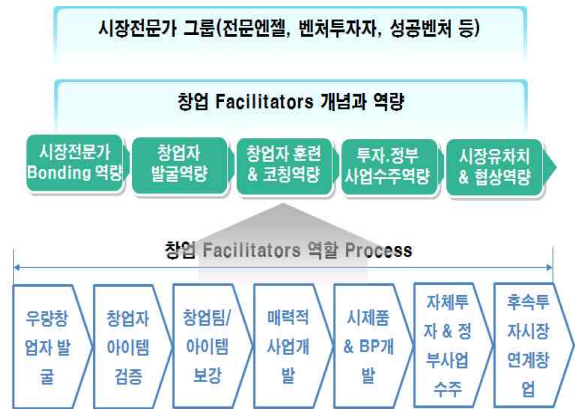 시장전문가 그룹(전문엔젤, 벤처투자자, 성공벤처 등)
창업 Facilitators 개념과 역량
시장전문가
Bonding 역량
창업자
발굴역량
창업자 훈련
& 코칭역량
투자.정부
사업수주역량
시장유치치
& 협상역량
창업 Facilitators 역할 Process
우량창
업자 발
굴
창업자
아이템
검증
창업팀/
아이템
보강
매력적
사업개
발
시제품
& BP개
발
자체투
자 & 정
부사업
수주
후속투
자시장
연계창
업